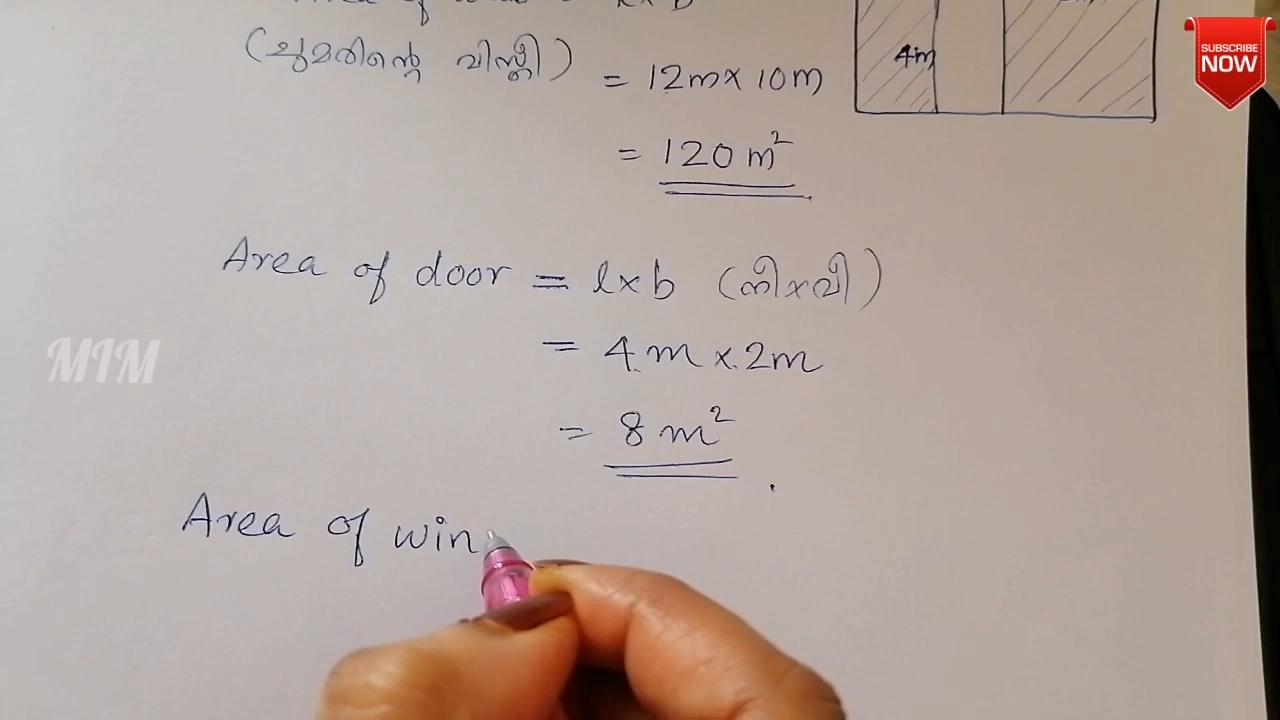 (ചുമരിന്റെ വിസ്തീ)
= 12m x 10m
4m
= 120 m²
SUBSCRIBE
NOW
Area of door = l x b (നീ x വീ)
= 4m x 2m
= 8 m²
MIM
Area of win